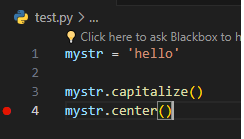 test.py > ...
Click here to ask Blackbox to h
1 mystr = 'hello'
2
3 mystr.capitalize()
4 mystr.center()